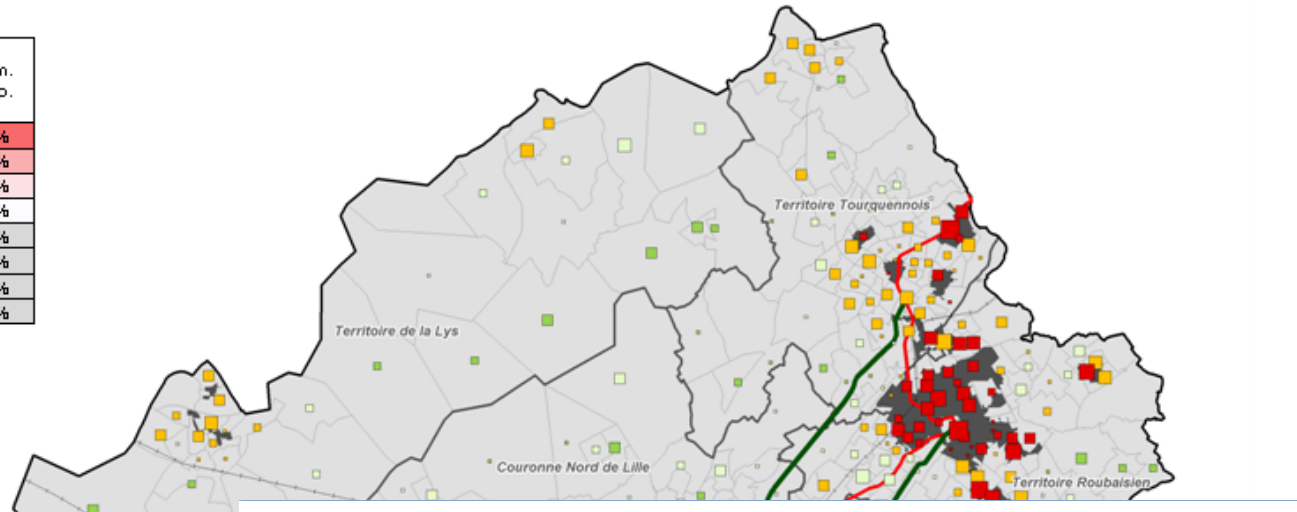 m.
o.
%
%
%
%
%
%
%
%
Territoire Tourquennois
Territoire de la Lys
Couronne Nord de Lille
Territoire Roubaisien